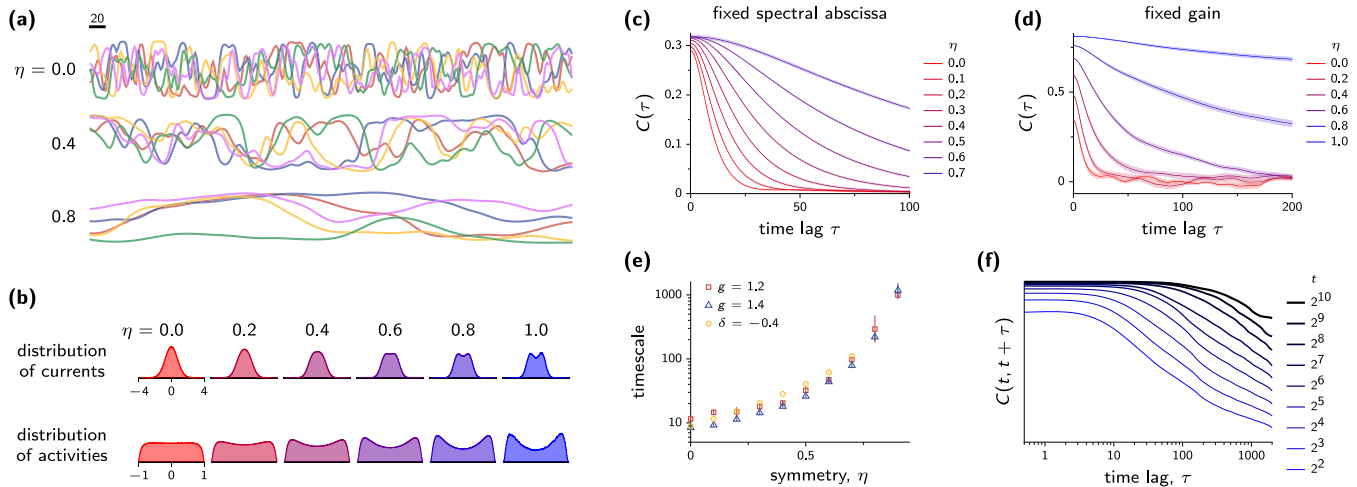 (a)
20
η = 0.0
0.4
0.8
(b)
η = 0.0 0.2 0.4 0.6 0.8 1.0
distribution
of currents
−4 0 4
distribution
of activities
−1 0 1
(c)
fixed spectral abscissa
C(τ)
0.3
0.15
0
0 50 100
time lag τ
η
0.0
0.1
0.2
0.3
0.4
0.5
0.6
0.7
(d)
fixed gain
C(τ)
0.5
0
0 100 200
time lag τ
η
0.0
0.2
0.4
0.6
0.8
1.0
(e)
timescale
1000
100
10
0 0.5
symmetry, η
g = 1.2
g = 1.4
δ = −0.4
(f)
C(t, t + τ)
1 10 100 1000
time lag, τ
t
2^10
2^9
2^8
2^7
2^6
2^5
2^4
2^3
2^2